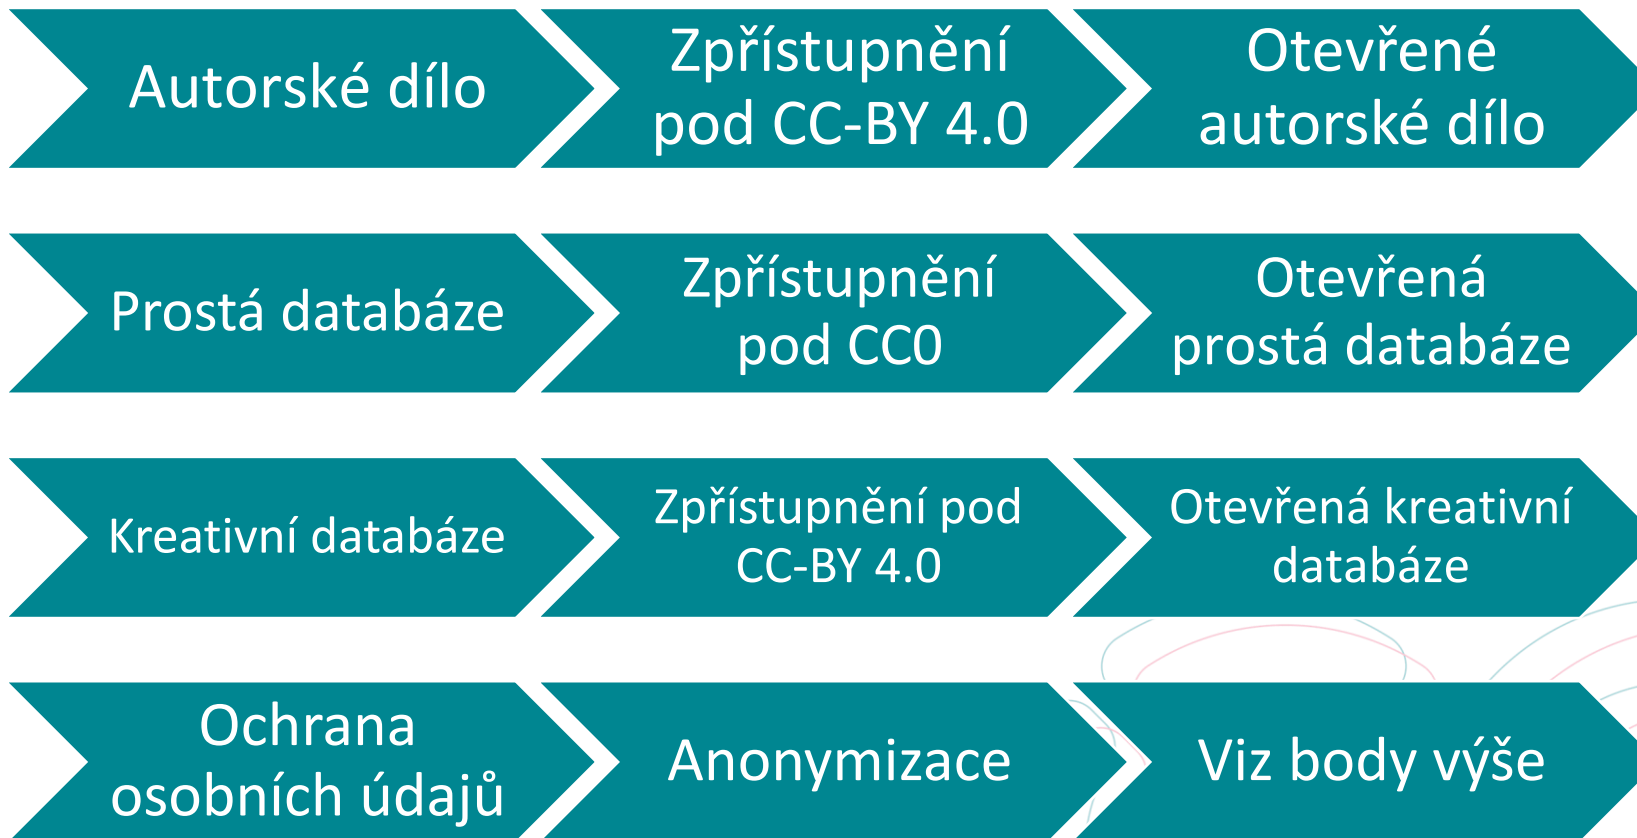 Autorské dílo
Zpřístupnění
pod CC-BY 4.0
Otevřené
autorské dílo
Prostá databáze
Zpřístupnění
pod CC0
Otevřená
prostá databáze
Kreativní databáze
Zpřístupnění pod
CC-BY 4.0
Otevřená kreativní
databáze
Ochrana
osobních údajů
Anonymizace
Viz body výše